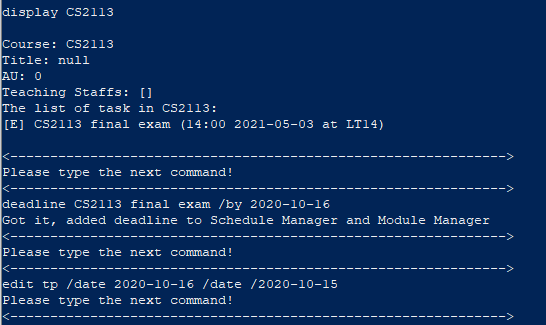 display CS2113
Course: CS2113
Title: null
AU: 0
Teaching Staffs: []
The list of task in CS2113:
[E] CS2113 final exam (14:00 2021-05-03 at LT14)
<------------------------------------------------------------->
Please type the next command!
<------------------------------------------------------------->
deadline CS2113 final exam /by 2020-10-16
Got it, added deadline to Schedule Manager and Module Manager
<------------------------------------------------------------->
Please type the next command!
<------------------------------------------------------------->
edit tp /date 2020-10-16 /date /2020-10-15
Please type the next command!
<------------------------------------------------------------->